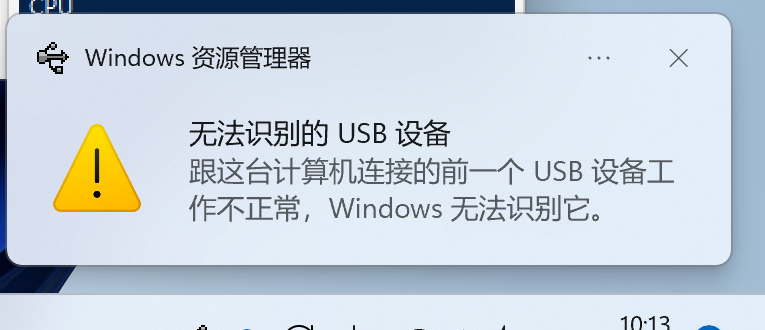 CPU
Windows 资源管理器
无法识别的 USB 设备
跟这台计算机连接的前一个 USB 设备工
作不正常，Windows 无法识别它。
10:13